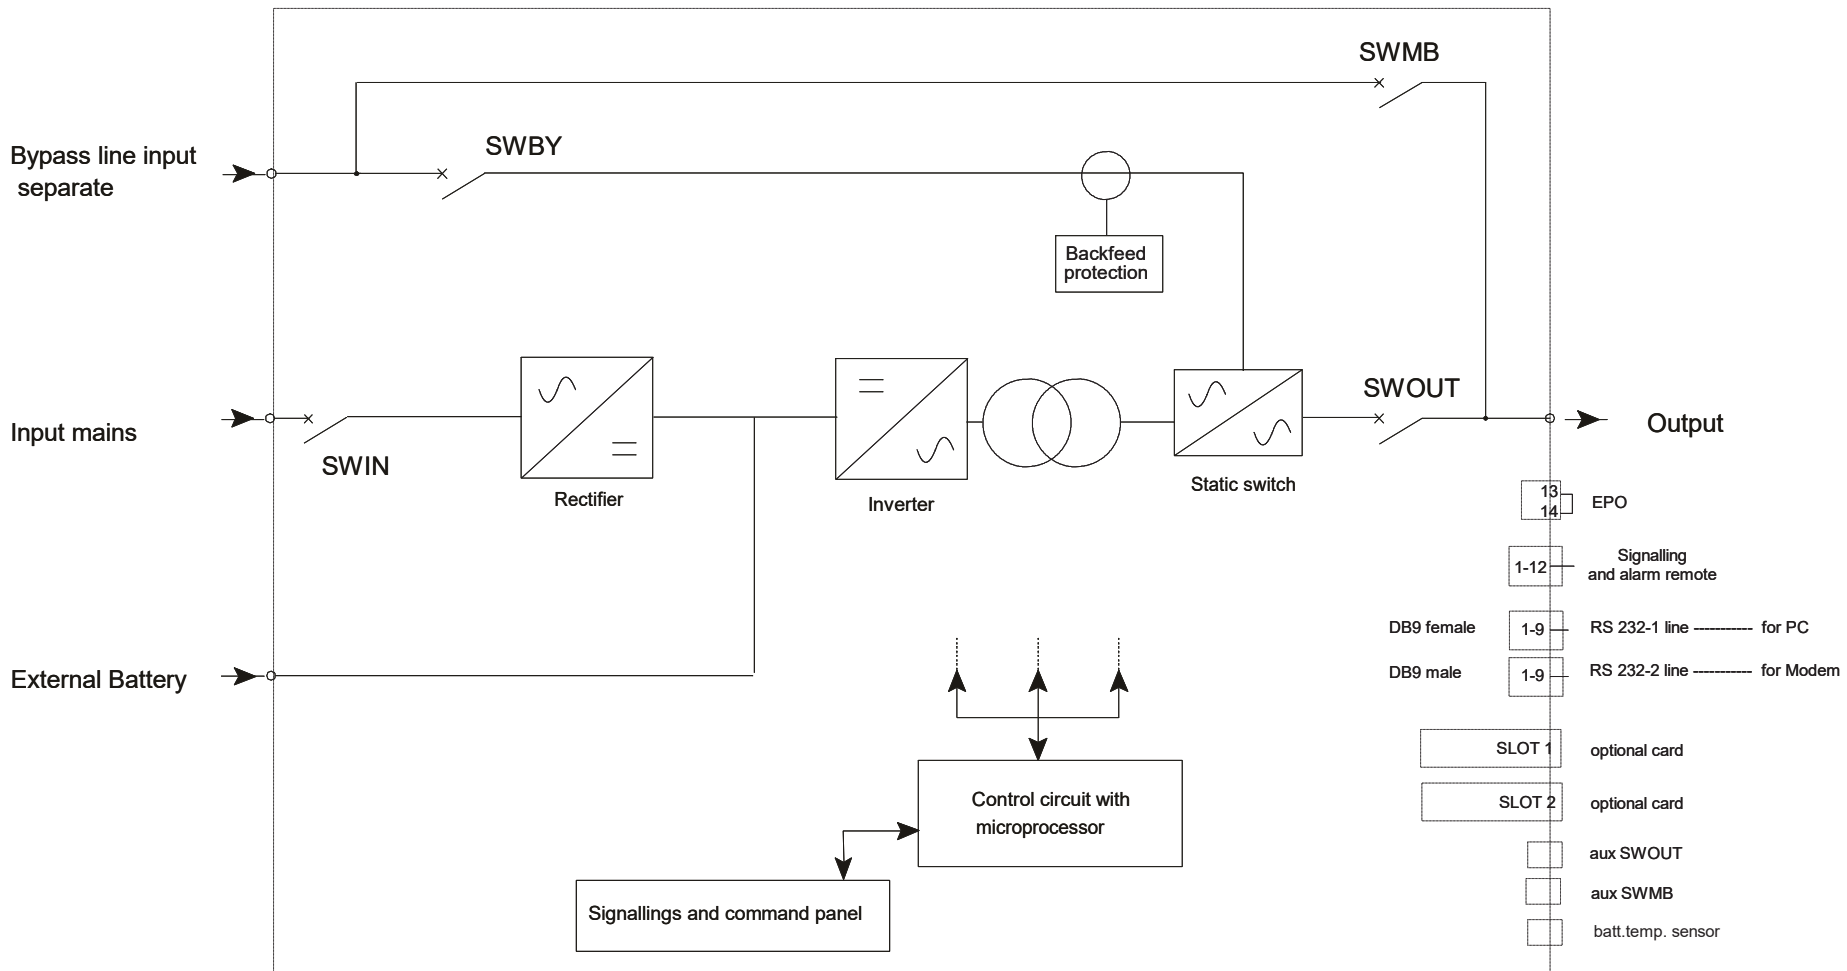 SWMB
SWBY
Bypass line input
separate
Backfeed
protection
SWOUT
Input mains
SWIN
Output
Rectifier
Inverter
Static switch
13
14
EPO
1-12
Signalling
and alarm remote
DB9 female
1-9
RS 232-1 line ----------- for PC
DB9 male
1-9
RS 232-2 line ----------- for Modem
External Battery
SLOT 1
optional card
SLOT 2
optional card
Control circuit with
microprocessor
aux SWOUT
aux SWMB
Signallings and command panel
batt.temp. sensor